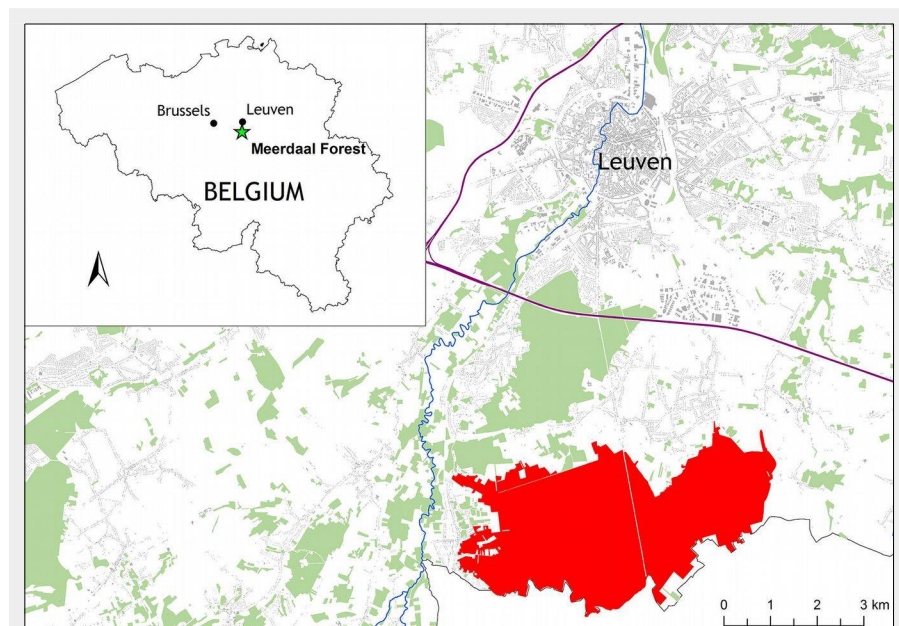 Brussels
Leuven
Meerdaal Forest
BELGIUM
Leuven
0 1 2 3 km